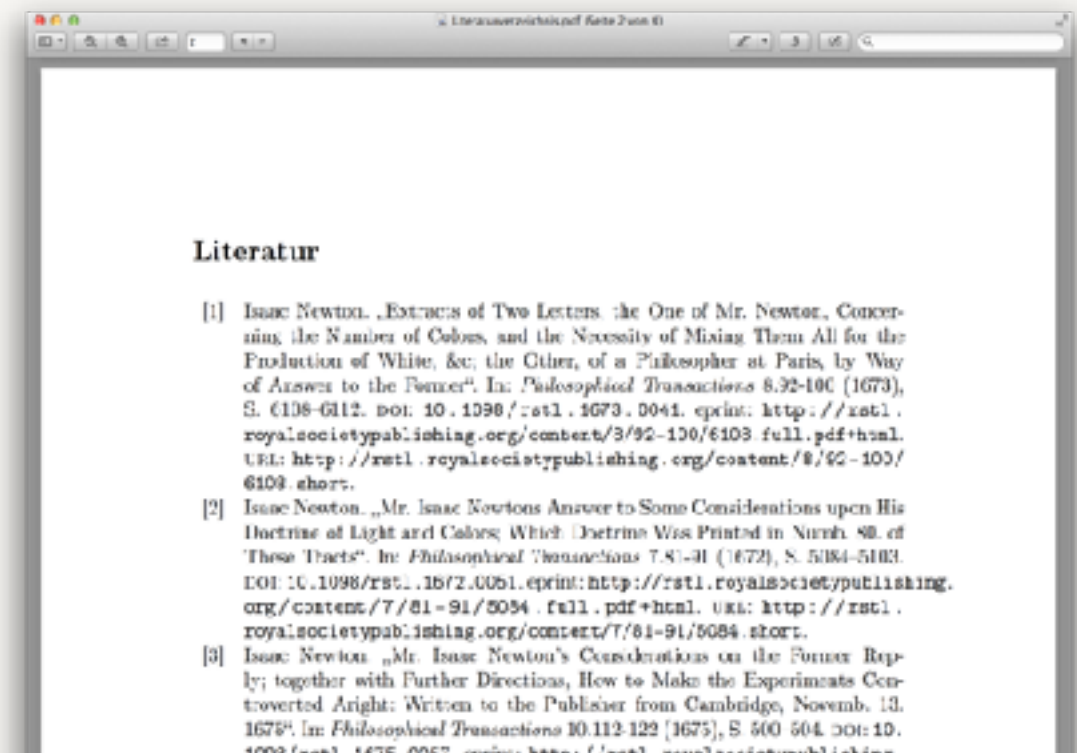 Literaturverzeichnis.pdf (Seite 2 von 6)
Literatur
[1] Isaac Newton. „Extracts of Two Letters, the One of Mr. Newton, Concer-
ning the Number of Colors, and the Necessity of Mixing Them All for the
Production of White, &c; the Other, of a Philosopher at Paris, by Way
of Answer to the Former“. In: Philosophical Transactions 8.92-100 (1673),
S. 6108–6112. DOI: 10.1098/rstl.1673.0041. eprint: http://rstl.
royalsocietypublishing.org/content/8/92-100/6108.full.pdf+html.
URL: http://rstl.royalsocietypublishing.org/content/8/92-100/
6108.short.
[2] Isaac Newton. „Mr. Isaac Newtons Answer to Some Considerations upon His
Doctrine of Light and Colors; Which Doctrine Was Printed in Numb. 80. of
These Tracts“. In: Philosophical Transactions 7.81-91 (1672), S. 5084–5103.
DOI: 10.1098/rstl.1672.0051. eprint: http://rstl.royalsocietypublishing.
org/content/7/81-91/5084.full.pdf+html. URL: http://rstl.
royalsocietypublishing.org/content/7/81-91/5084.short.
[3] Isaac Newton. „Mr. Isaac Newton's Considerations on the Former Rep-
ly; together with Further Directions, How to Make the Experiments Con-
troverted Aright: Written to the Publisher from Cambridge, Novemb. 13.
1675“. In: Philosophical Transactions 10.112-122 (1675), S. 500–504. DOI: 10.